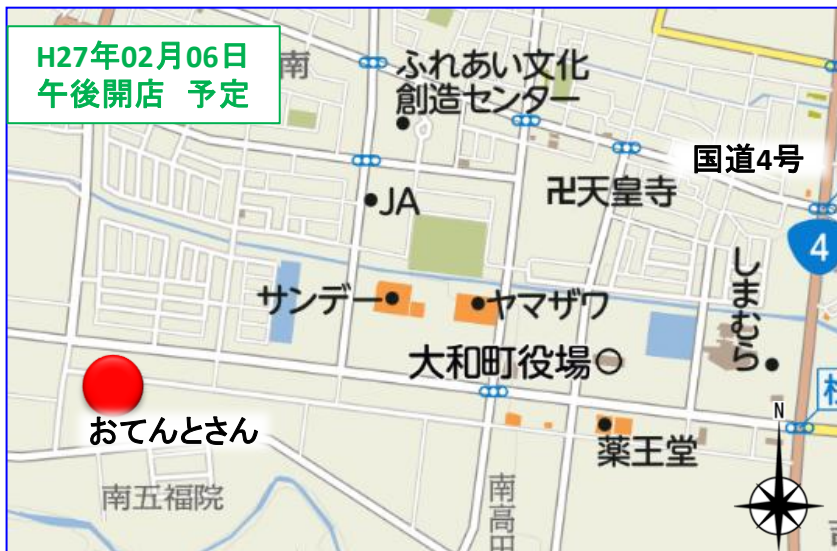 H27年02月06日
午後開店 予定
南
ふれあい文化
創造センター
国道4号
卍天皇寺
JA
4
しまむら
サンデー
ヤマザワ
大和町役場
おてんとさん
薬王堂
N
南五福院
南高田